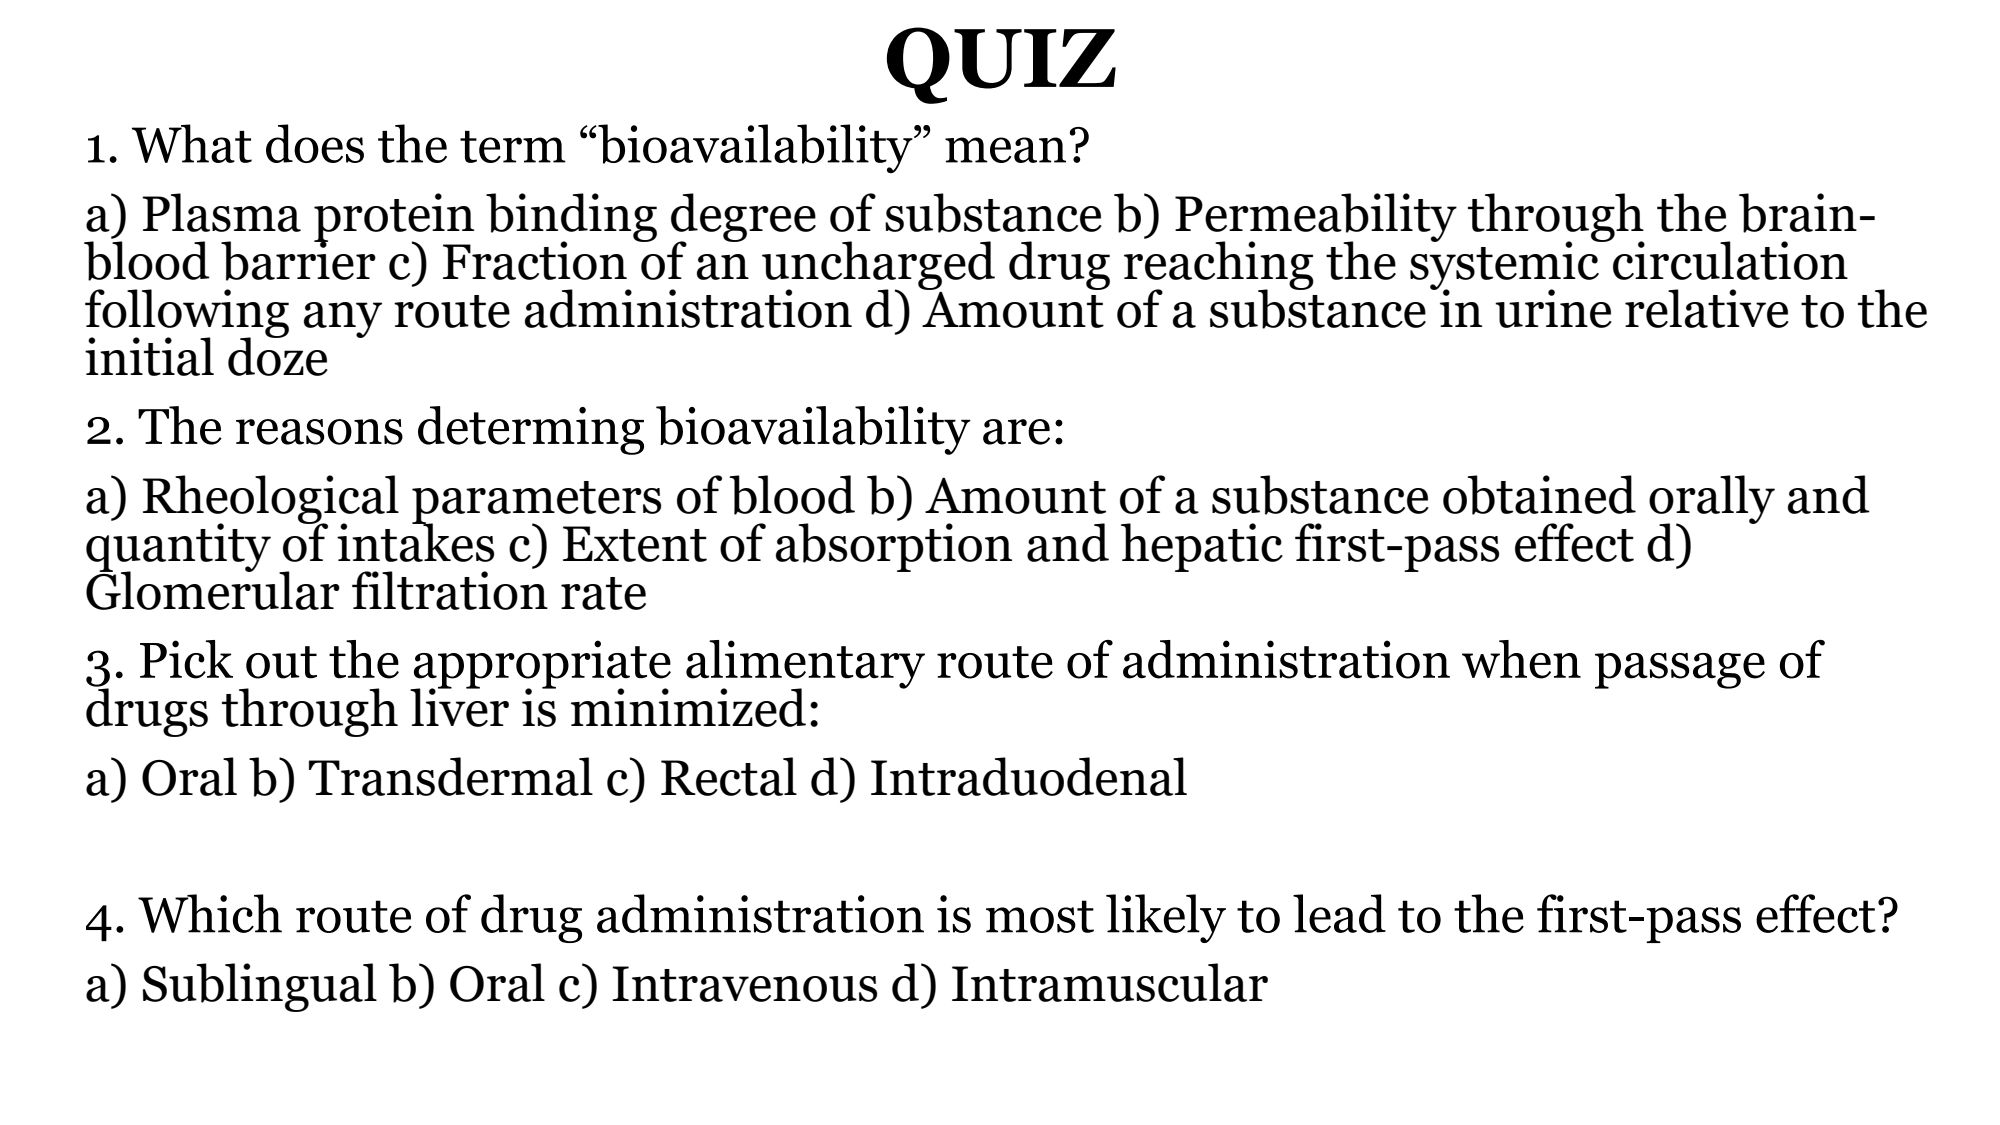 QUIZ
1. What does the term “bioavailability” mean?
a) Plasma protein binding degree of substance b) Permeability through the brain-
blood barrier c) Fraction of an uncharged drug reaching the systemic circulation
following any route administration d) Amount of a substance in urine relative to the
initial doze
2. The reasons determing bioavailability are:
a) Rheological parameters of blood b) Amount of a substance obtained orally and
quantity of intakes c) Extent of absorption and hepatic first-pass effect d)
Glomerular filtration rate
3. Pick out the appropriate alimentary route of administration when passage of
drugs through liver is minimized:
a) Oral b) Transdermal c) Rectal d) Intraduodenal
4. Which route of drug administration is most likely to lead to the first-pass effect?
a) Sublingual b) Oral c) Intravenous d) Intramuscular